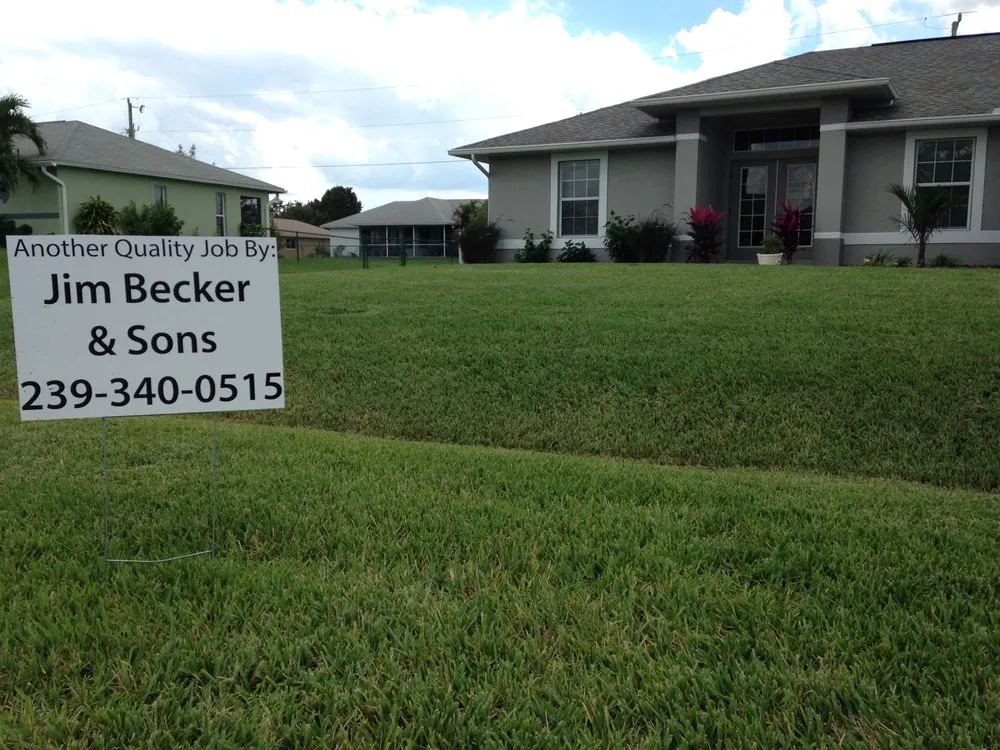 Another Quality Job By:
Jim Becker
& Sons
239-340-0515